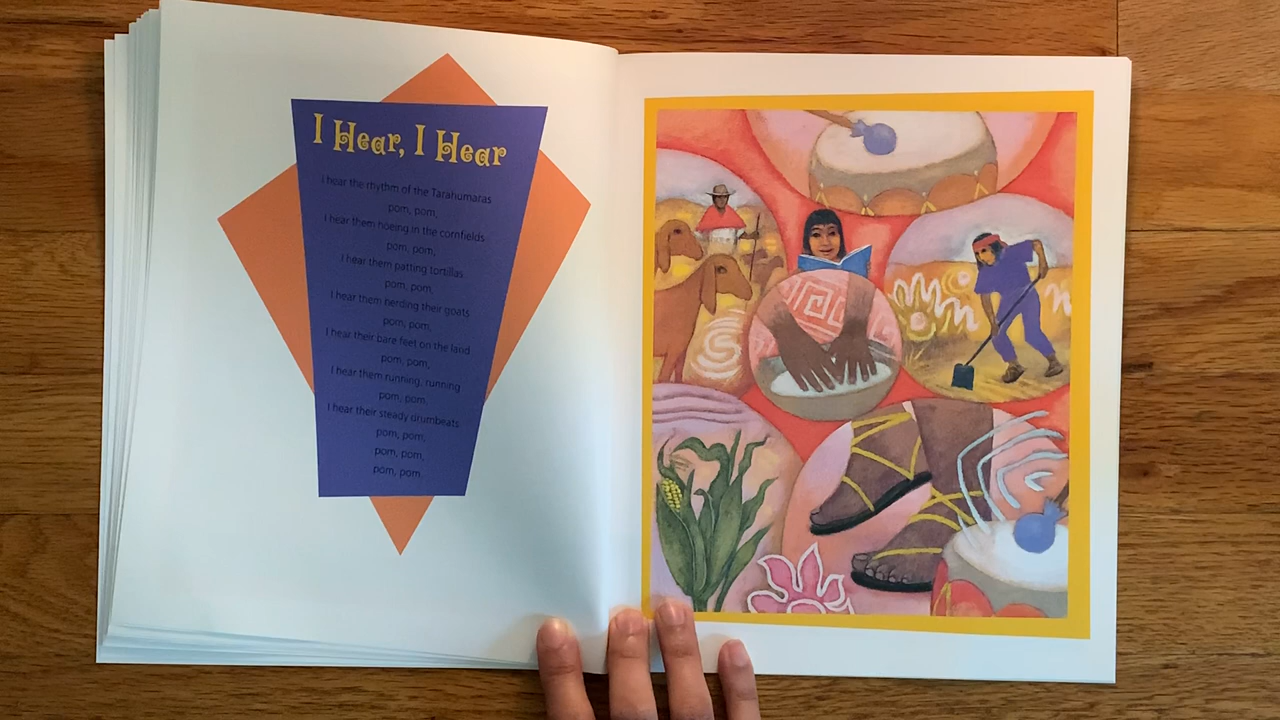 I Hear, I Hear
I hear the rhythm of the Tarahumaras
pom, pom,
I hear them hoeing in the cornfields
pom, pom,
I hear them patting tortillas
pom, pom,
I hear them herding their goats
pom, pom,
I hear their bare feet on the land
pom, pom,
I hear them running, running
pom, pom,
I hear their steady drumbeats
pom, pom,
pom, pom,
pom, pom.